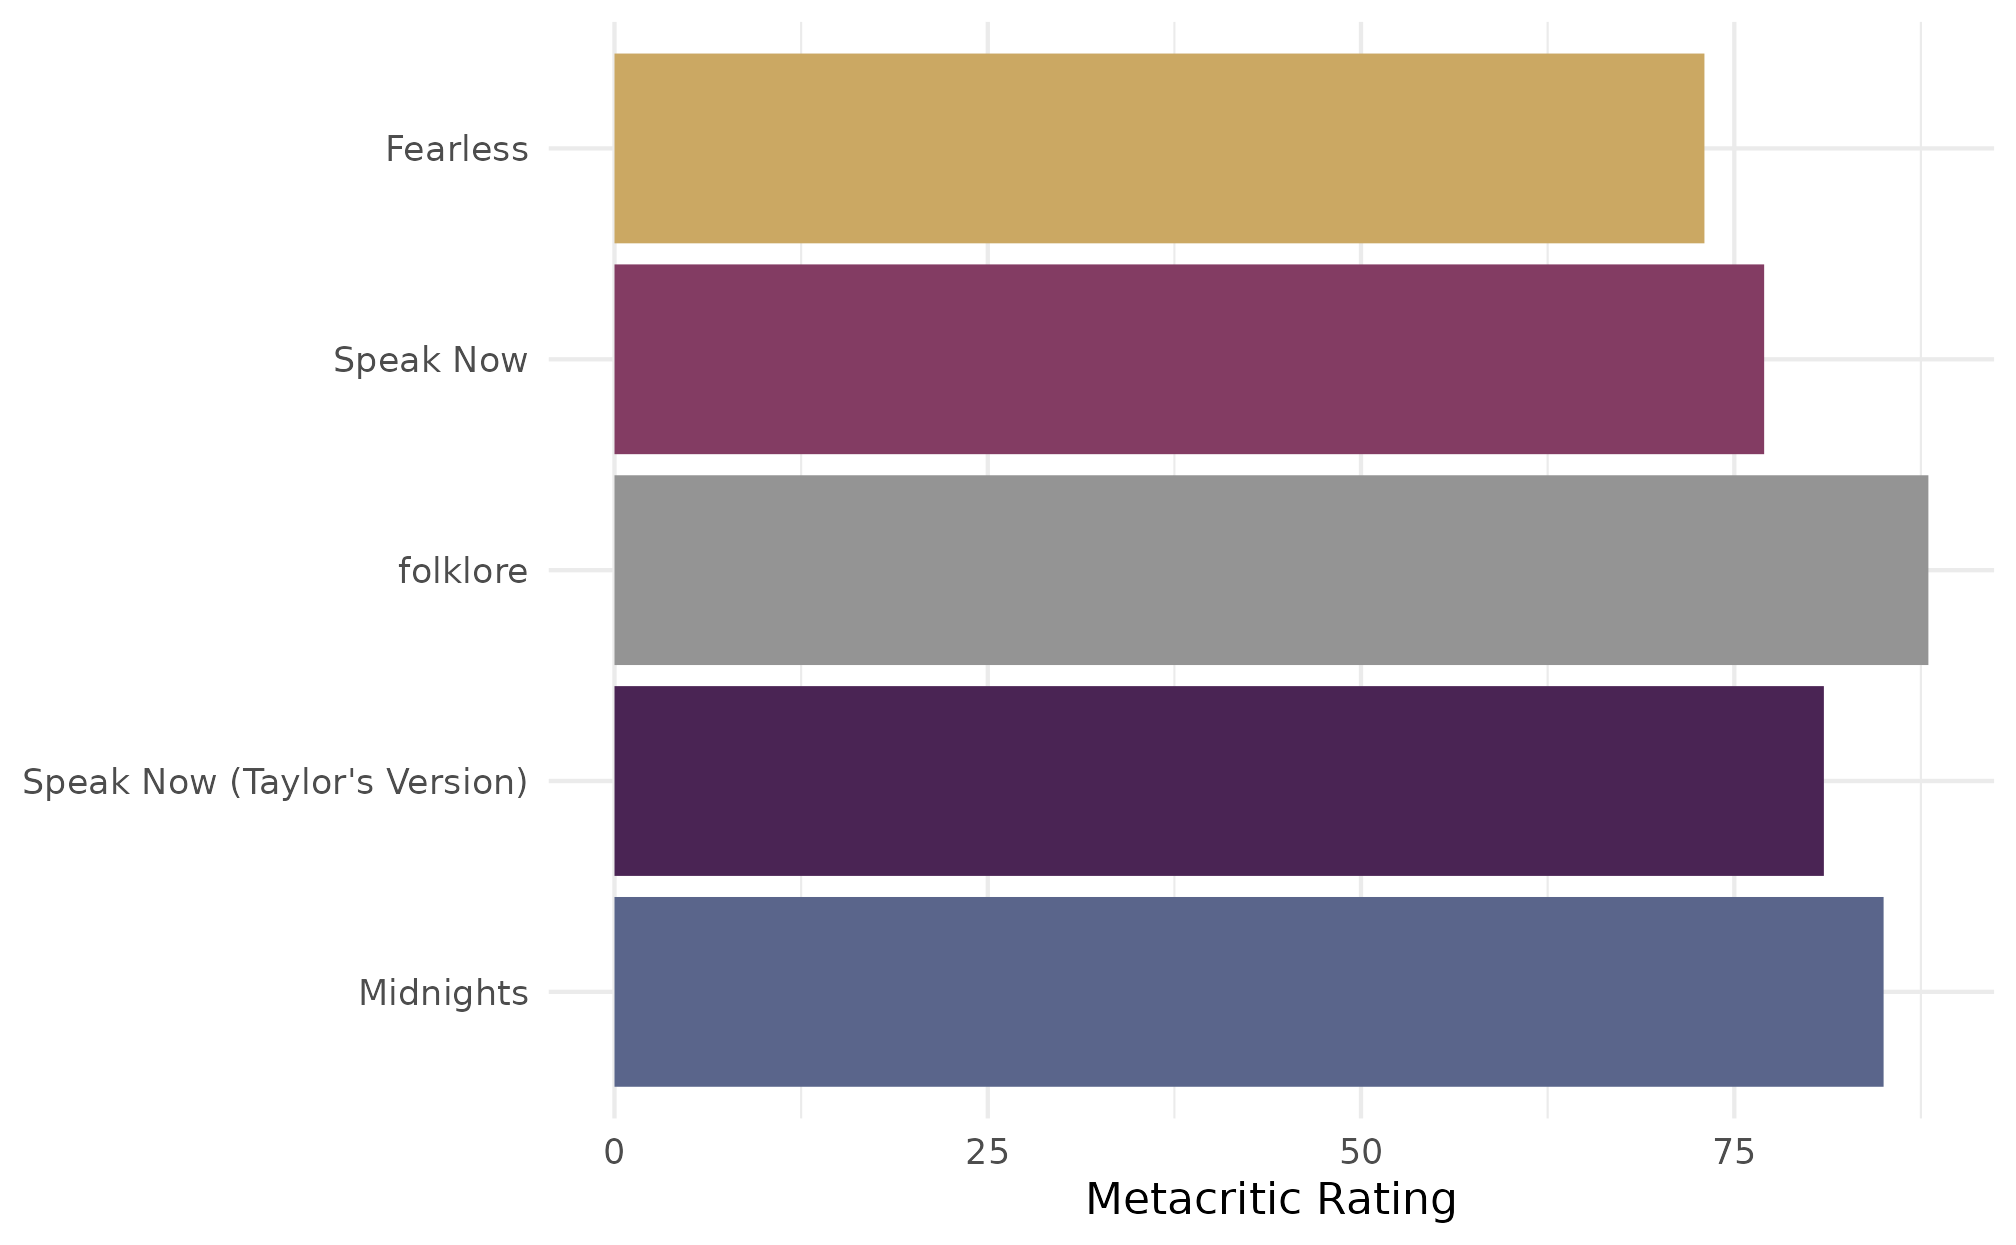 Fearless
Speak Now
folklore
Speak Now (Taylor's Version)
Midnights
0 25 50 75
Metacritic Rating